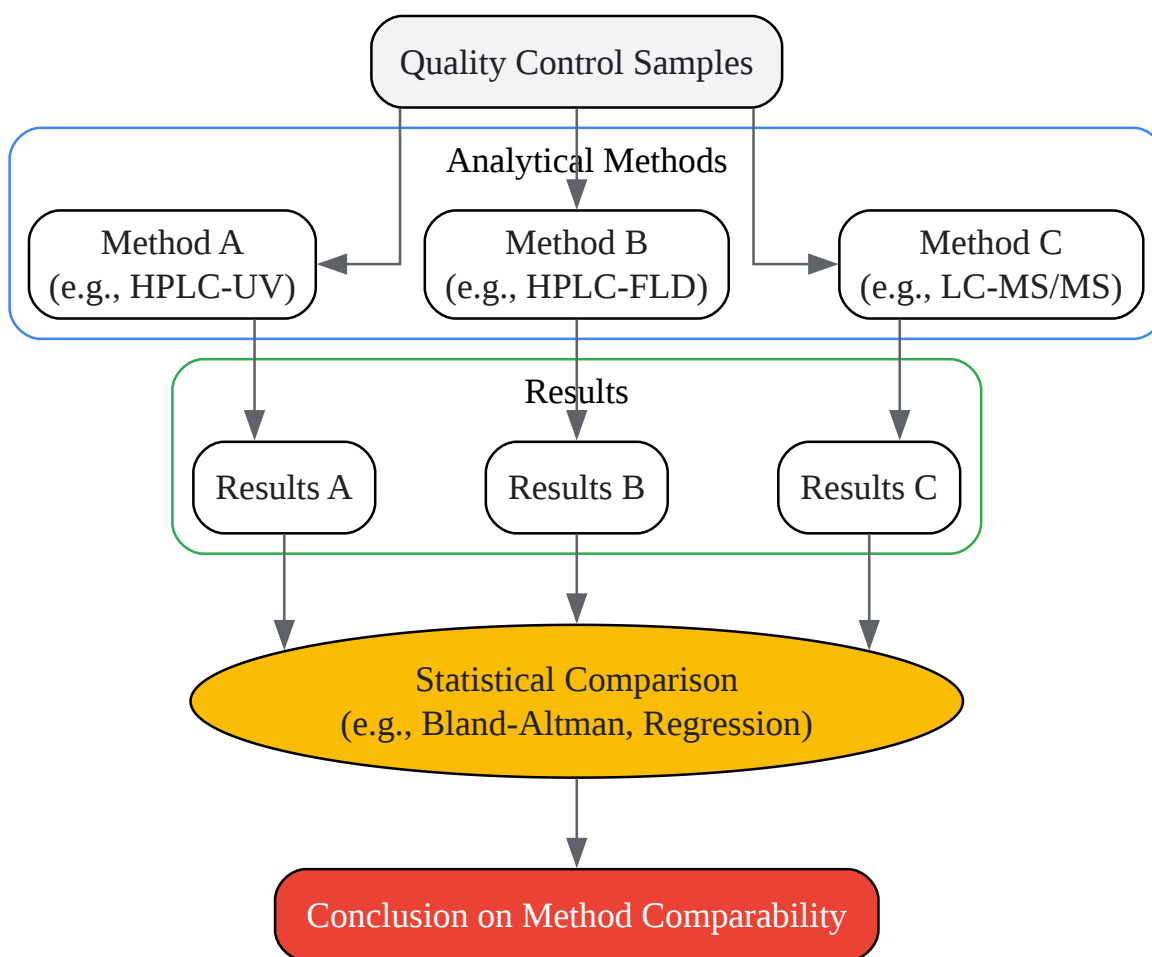 Quality Control Samples
Analytical Methods
Method A
(e.g., HPLC-UV)
Method B
(e.g., HPLC-FLD)
Method C
(e.g., LC-MS/MS)
Results
Results A
Results B
Results C
Statistical Comparison
(e.g., Bland-Altman, Regression)
Conclusion on Method Comparability